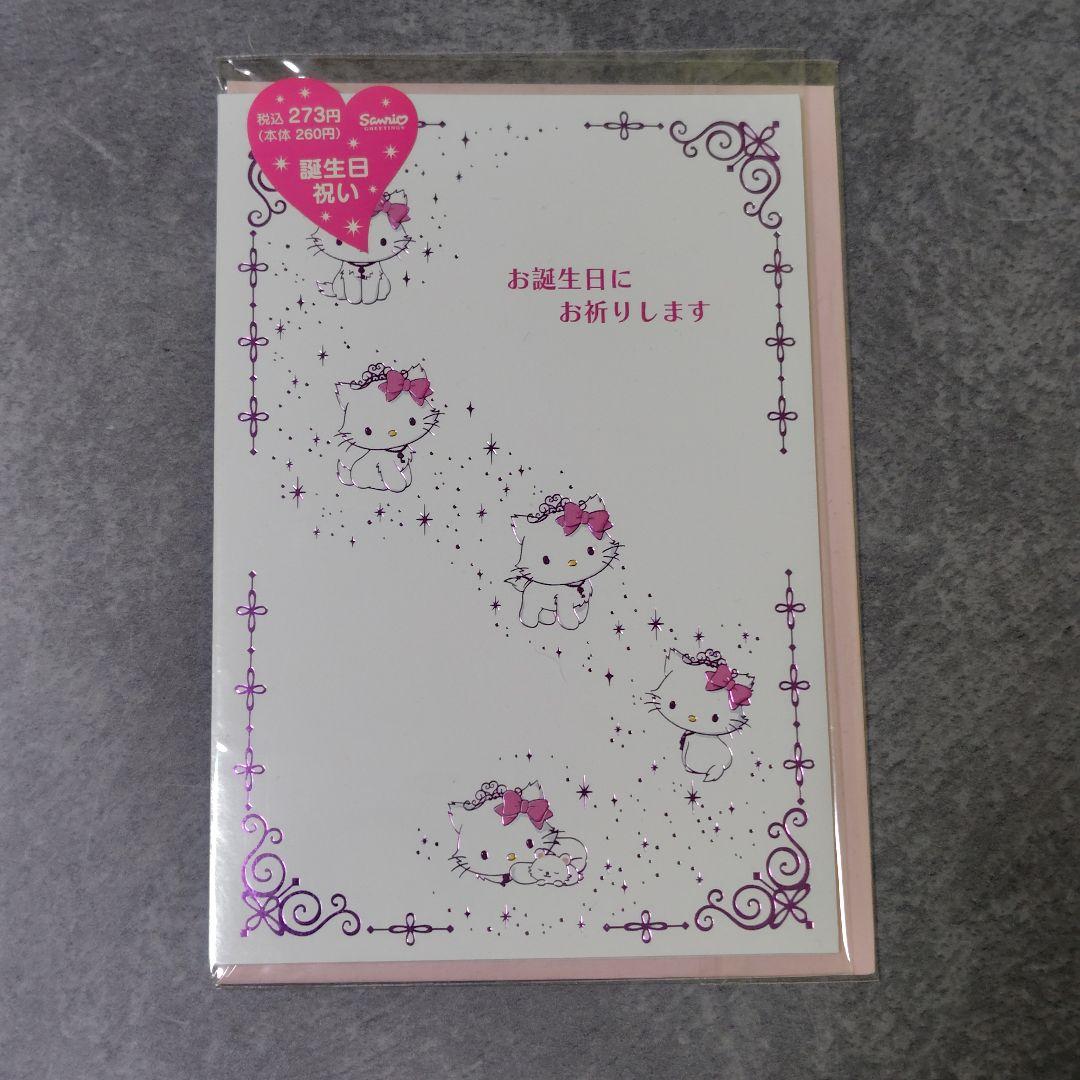 税込 273円
(本体 260円)
Sanrio
GREETINGS
誕生日
祝い
お誕生日に
お祈りします